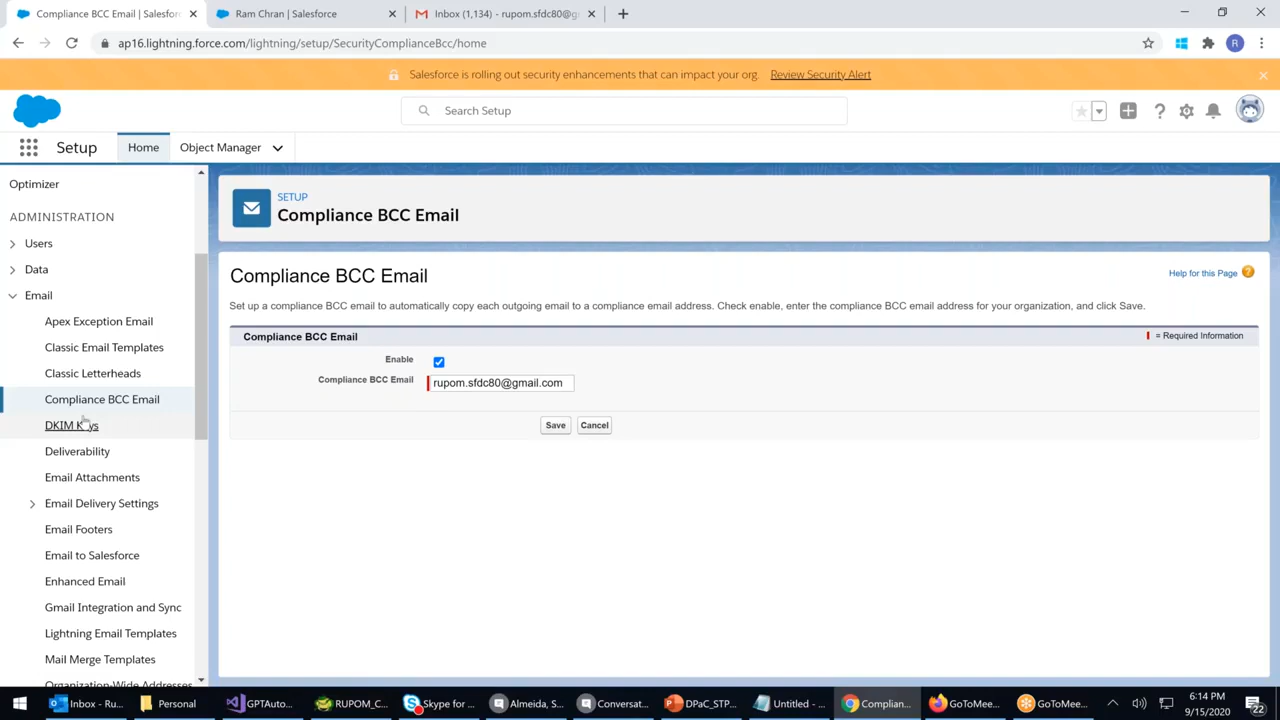 Compliance BCC Email | Salesforc
Ram Chran | Salesforce
Inbox (1,134) - rupom.sfdc80@g
ap16.lightning.force.com/lightning/setup/SecurityComplianceBcc/home
R
Salesforce is rolling out security enhancements that can impact your org. Review Security Alert
Search Setup
Setup
Home
Object Manager
Optimizer
ADMINISTRATION
Users
Data
Email
Apex Exception Email
Classic Email Templates
Classic Letterheads
Compliance BCC Email
DKIM Keys
Deliverability
Email Attachments
Email Delivery Settings
Email Footers
Email to Salesforce
Enhanced Email
Gmail Integration and Sync
Lightning Email Templates
Mail Merge Templates
Organization-Wide Addresses
SETUP
Compliance BCC Email
Compliance BCC Email
Help for this Page
Set up a compliance BCC email to automatically copy each outgoing email to a compliance email address. Check enable, enter the compliance BCC email address for your organization, and click Save.
Compliance BCC Email
= Required Information
Enable
Compliance BCC Email
rupom.sfdc80@gmail.com
Save
Cancel
Inbox - Ru...
Personal
GPTAuto...
RUPOM_C...
Skype for ...
Almeida, S...
Conversat...
DPaC_STP...
Untitled - ...
Complian...
GoToMee...
GoToMee...
6:14 PM
9/15/2020
22